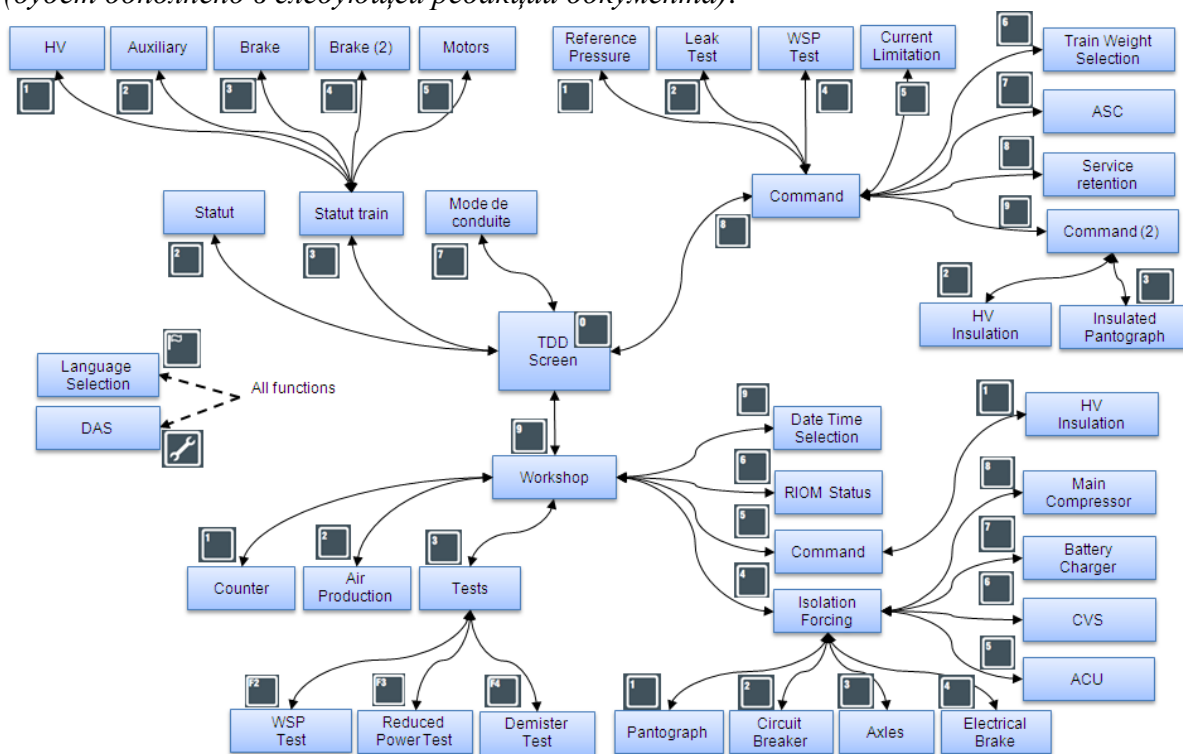 (будет дополнено в следующей редакции документа).
HV
Auxiliary
Brake
Brake (2)
Motors
1
2
3
4
5
Reference
Pressure
Leak
Test
WSP
Test
Current
Limitation
1
2
4
5
6
Train Weight
Selection
7
ASC
8
Service
retention
9
Command (2)
Command
8
2
HV
Insulation
3
Insulated
Pantograph
Statut
2
Statut train
3
Mode de
conduite
7
TDD
Screen
0
Language
Selection
DAS
All functions
9
Workshop
1
Counter
2
Air
Production
3
Tests
F2
WSP
Test
F3
Reduced
Power Test
F4
Demister
Test
9
Date Time
Selection
6
RIOM Status
5
Command
4
Isolation
Forcing
1
HV
Insulation
8
Main
Compressor
7
Battery
Charger
6
CVS
5
ACU
1
Pantograph
2
Circuit
Breaker
3
Axles
4
Electrical
Brake